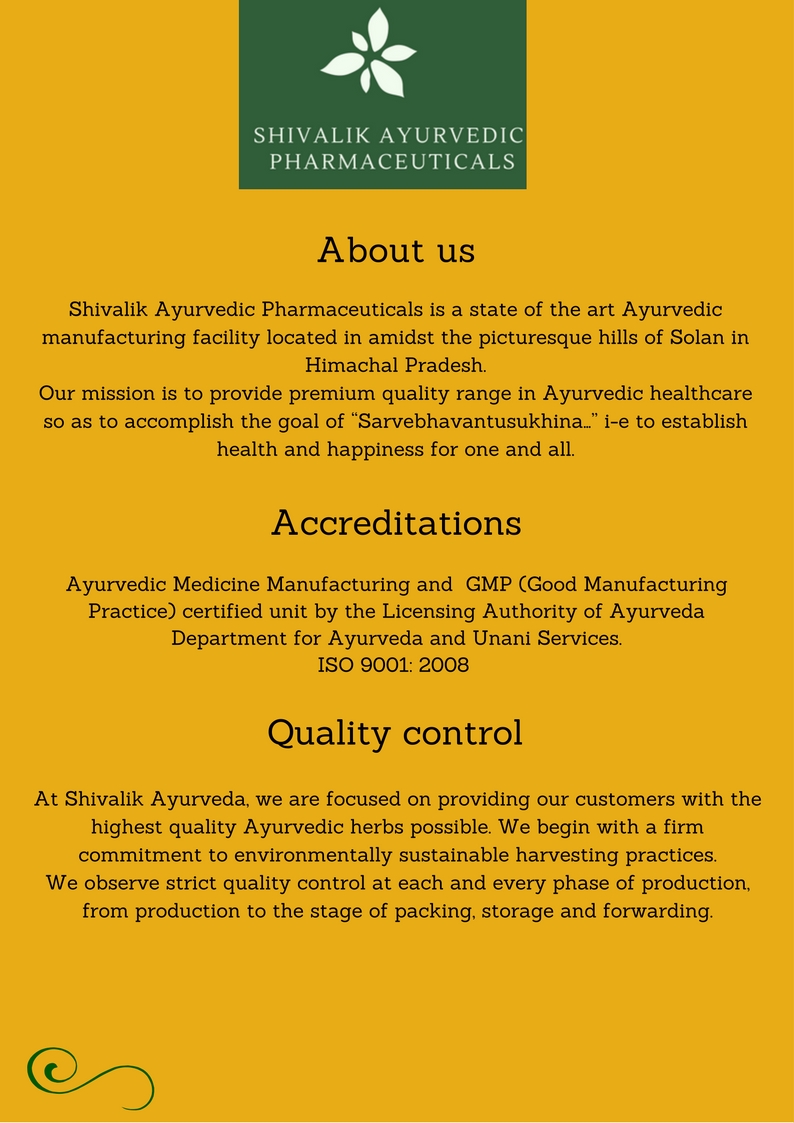 SHIVALIK AYURVEDIC
PHARMACEUTICALS
About us
Shivalik Ayurvedic Pharmaceuticals is a state of the art Ayurvedic
manufacturing facility located in amidst the picturesque hills of Solan in
Himachal Pradesh.
Our mission is to provide premium quality range in Ayurvedic healthcare
so as to accomplish the goal of “Sarvebhavantusukhina…” i-e to establish
health and happiness for one and all.
Accreditations
Ayurvedic Medicine Manufacturing and  GMP (Good Manufacturing
Practice) certified unit by the Licensing Authority of Ayurveda
Department for Ayurveda and Unani Services.
ISO 9001: 2008
Quality control
At Shivalik Ayurveda, we are focused on providing our customers with the
highest quality Ayurvedic herbs possible. We begin with a firm
commitment to environmentally sustainable harvesting practices.
We observe strict quality control at each and every phase of production,
from production to the stage of packing, storage and forwarding.